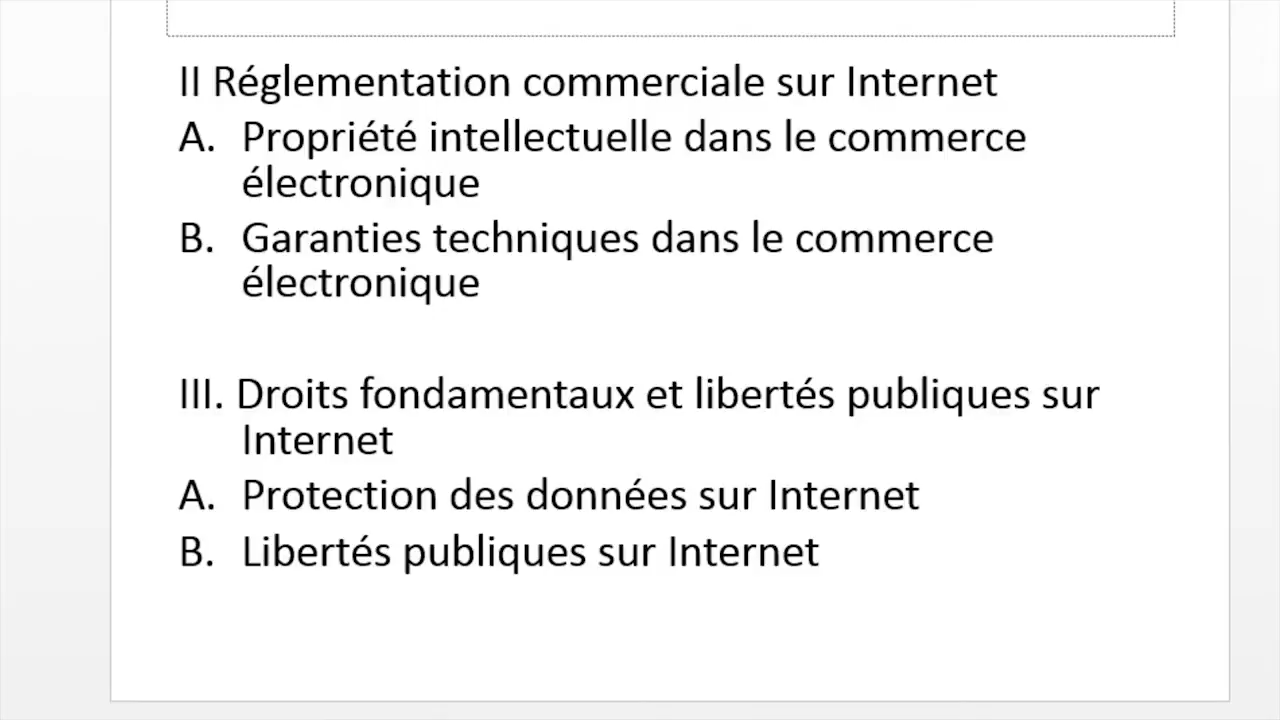 II Réglementation commerciale sur Internet
A. Propriété intellectuelle dans le commerce
électronique
B. Garanties techniques dans le commerce
électronique
III. Droits fondamentaux et libertés publiques sur
Internet
A. Protection des données sur Internet
B. Libertés publiques sur Internet